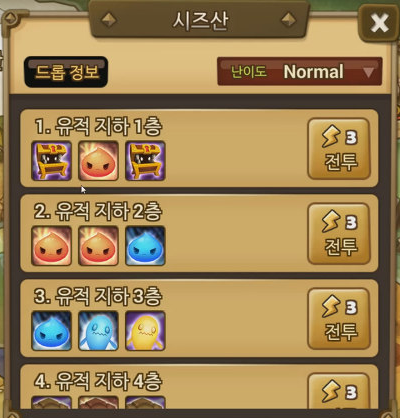 시즈산
드롭 정보
난이도 Normal
1. 유적 지하 1층
3
전투
2. 유적 지하 2층
3
전투
3. 유적 지하 3층
3
전투
4. 유적 지하 4층
3